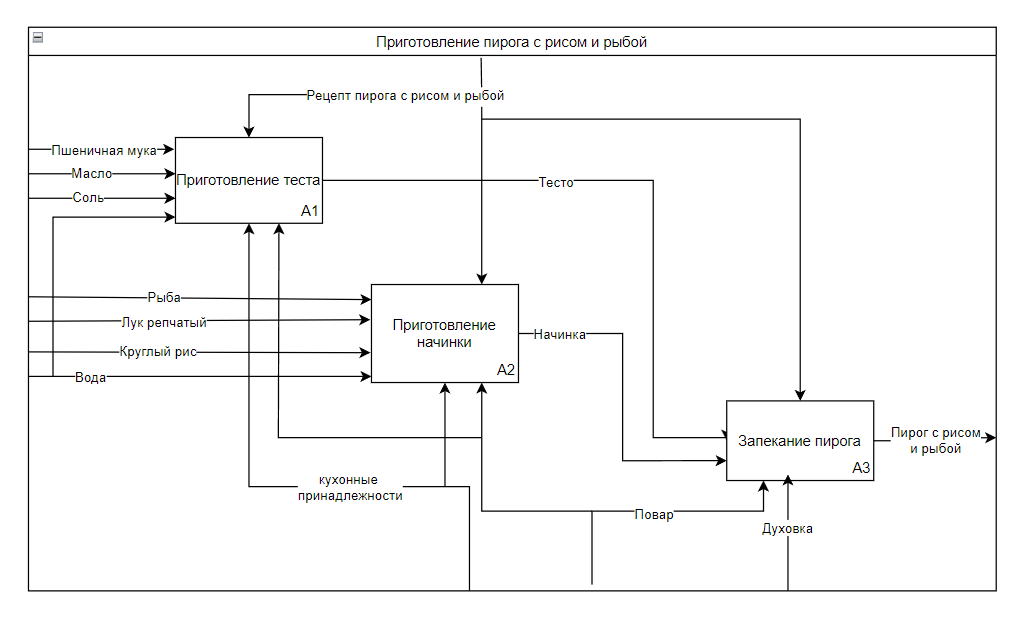 Приготовление пирога с рисом и рыбой
Рецепт пирога с рисом и рыбой
Пшеничная мука
Масло
Соль
Приготовление теста
A1
Тесто
Рыба
Лук репчатый
Круглый рис
Вода
Приготовление
начинки
A2
Начинка
Запекание пирога
A3
Пирог с рисом
и рыбой
кухонные
принадлежности
Повар
Духовка